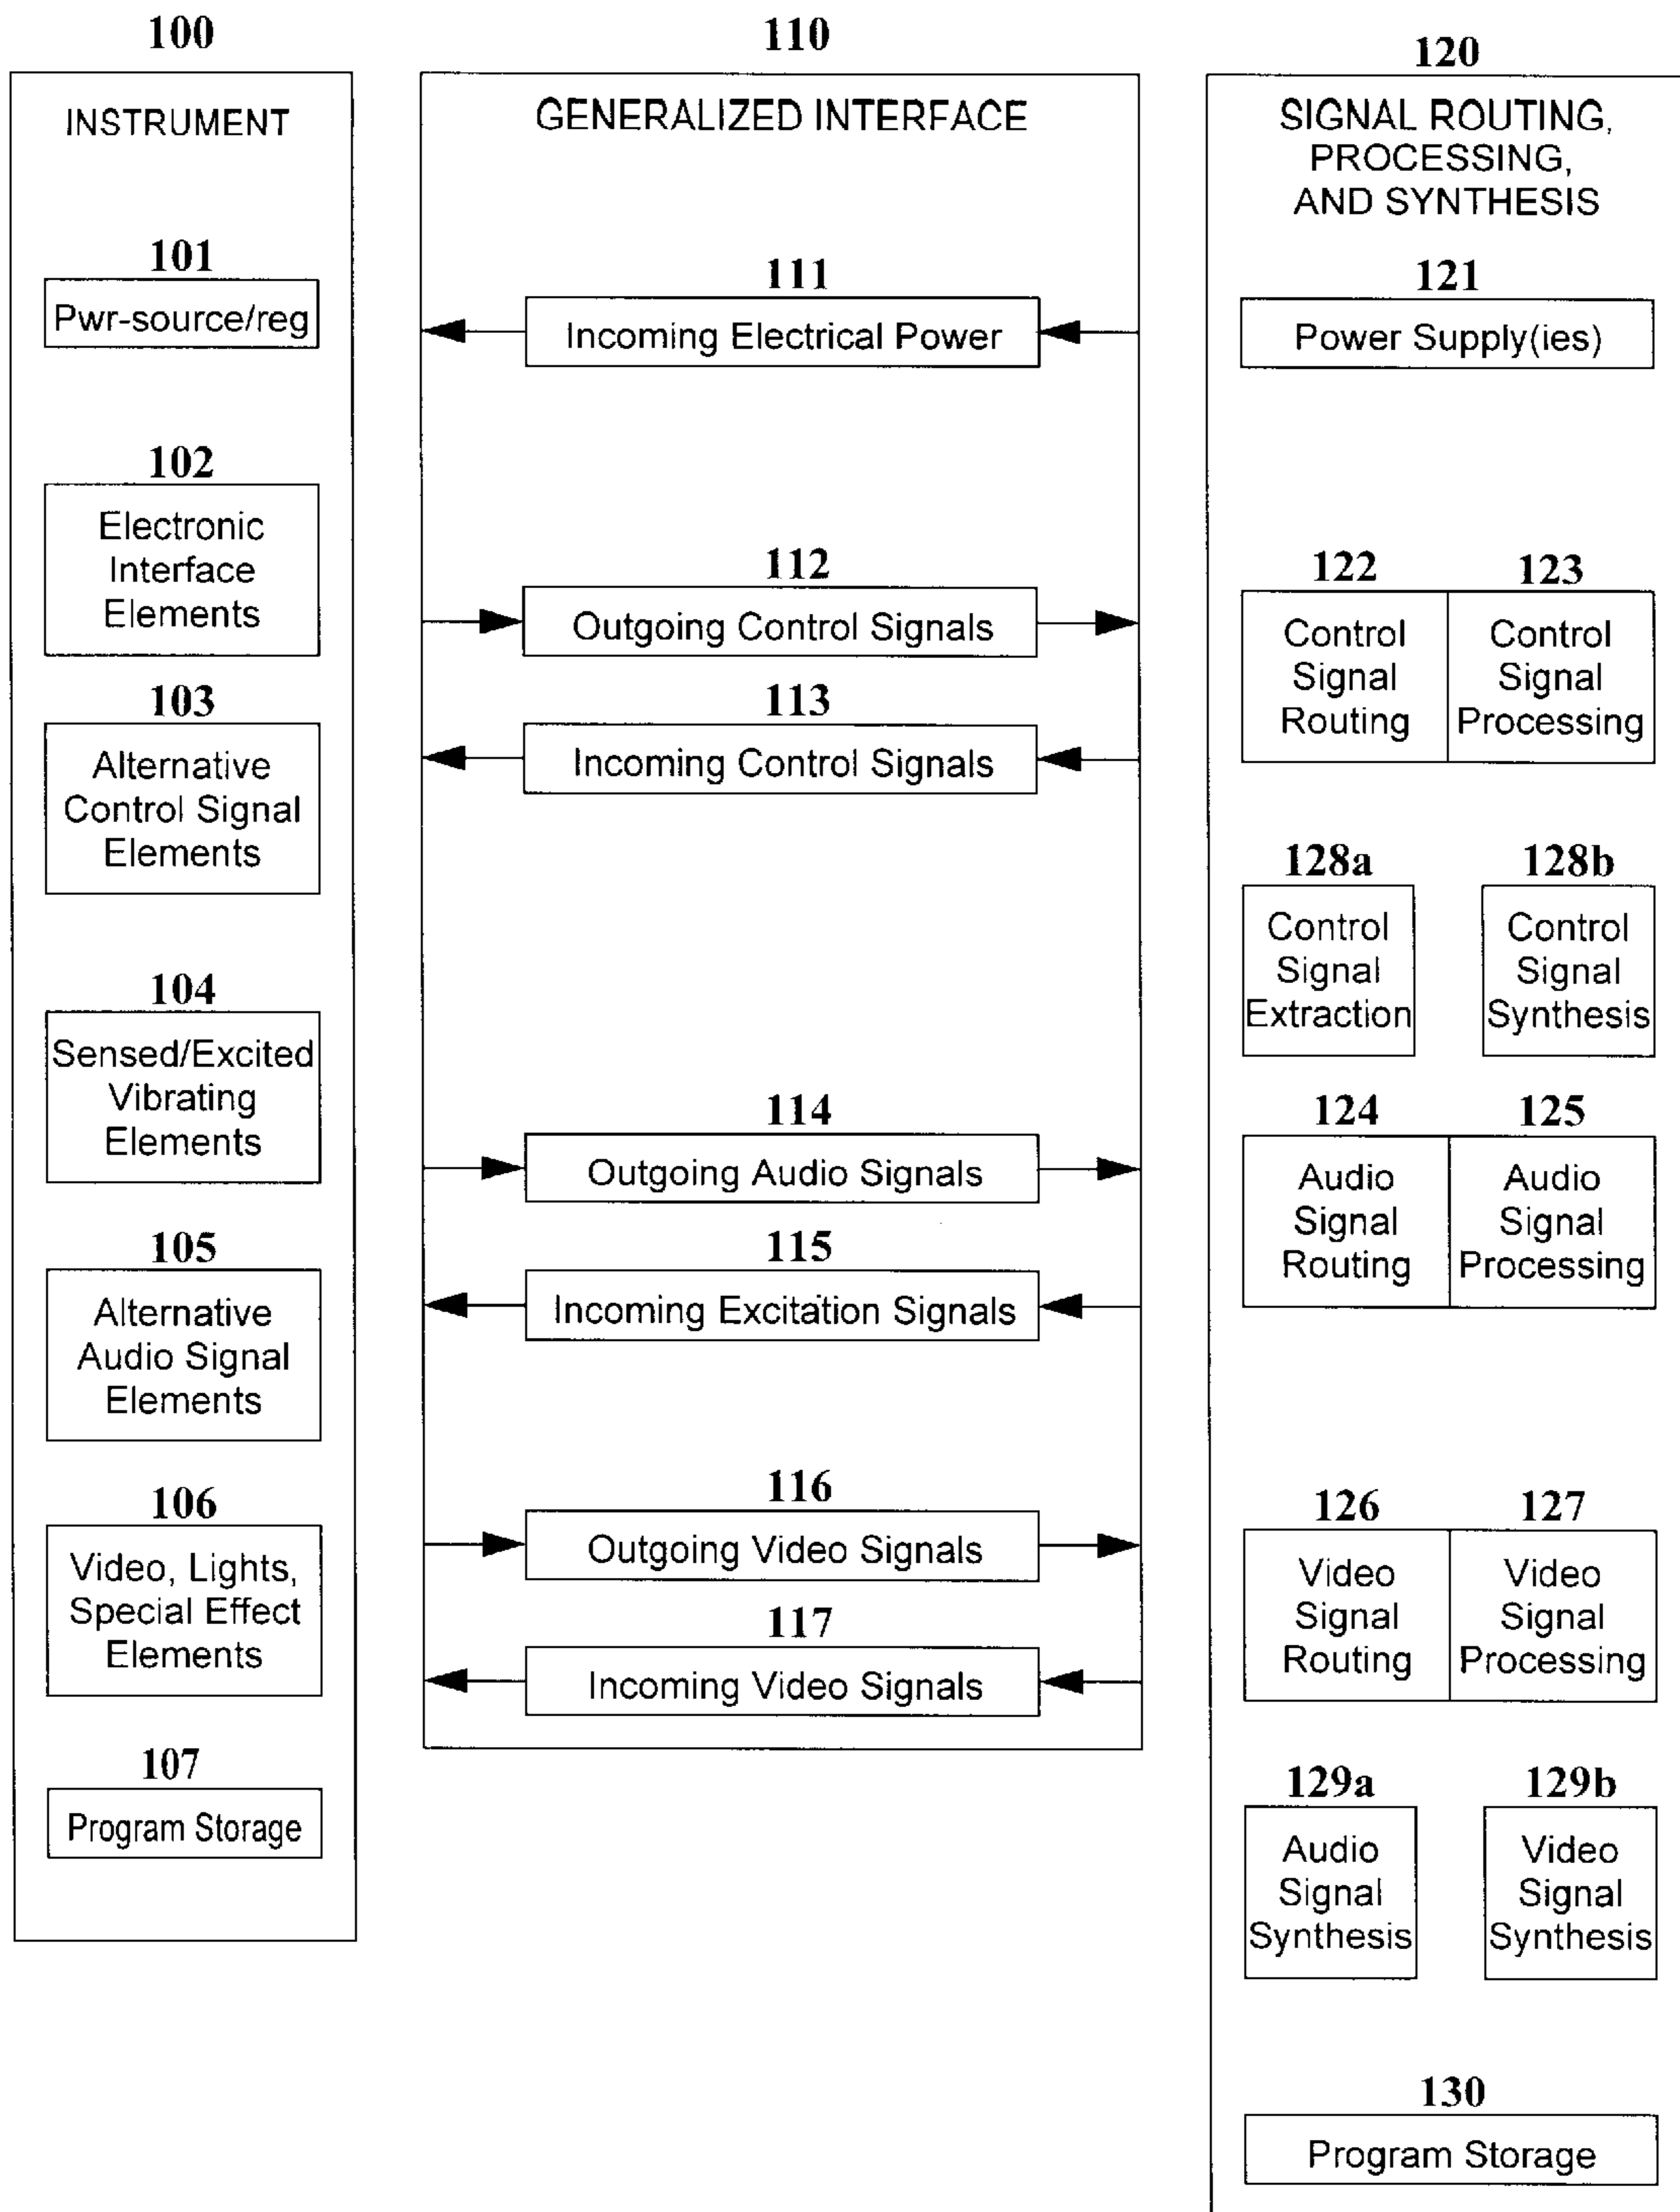 100
INSTRUMENT
101
Pwr-source/reg
102
Electronic
Interface
Elements
103
Alternative
Control Signal
Elements
104
Sensed/Excited
Vibrating
Elements
105
Alternative
Audio Signal
Elements
106
Video, Lights,
Special Effect
Elements
107
Program Storage
110
GENERALIZED INTERFACE
111
Incoming Electrical Power
112
Outgoing Control Signals
113
Incoming Control Signals
114
Outgoing Audio Signals
115
Incoming Excitation Signals
116
Outgoing Video Signals
117
Incoming Video Signals
120
SIGNAL ROUTING,
PROCESSING,
AND SYNTHESIS
121
Power Supply(ies)
122
Control
Signal
Routing
123
Control
Signal
Processing
128a
Control
Signal
Extraction
128b
Control
Signal
Synthesis
124
Audio
Signal
Routing
125
Audio
Signal
Processing
126
Video
Signal
Routing
127
Video
Signal
Processing
129a
Audio
Signal
Synthesis
129b
Video
Signal
Synthesis
130
Program Storage